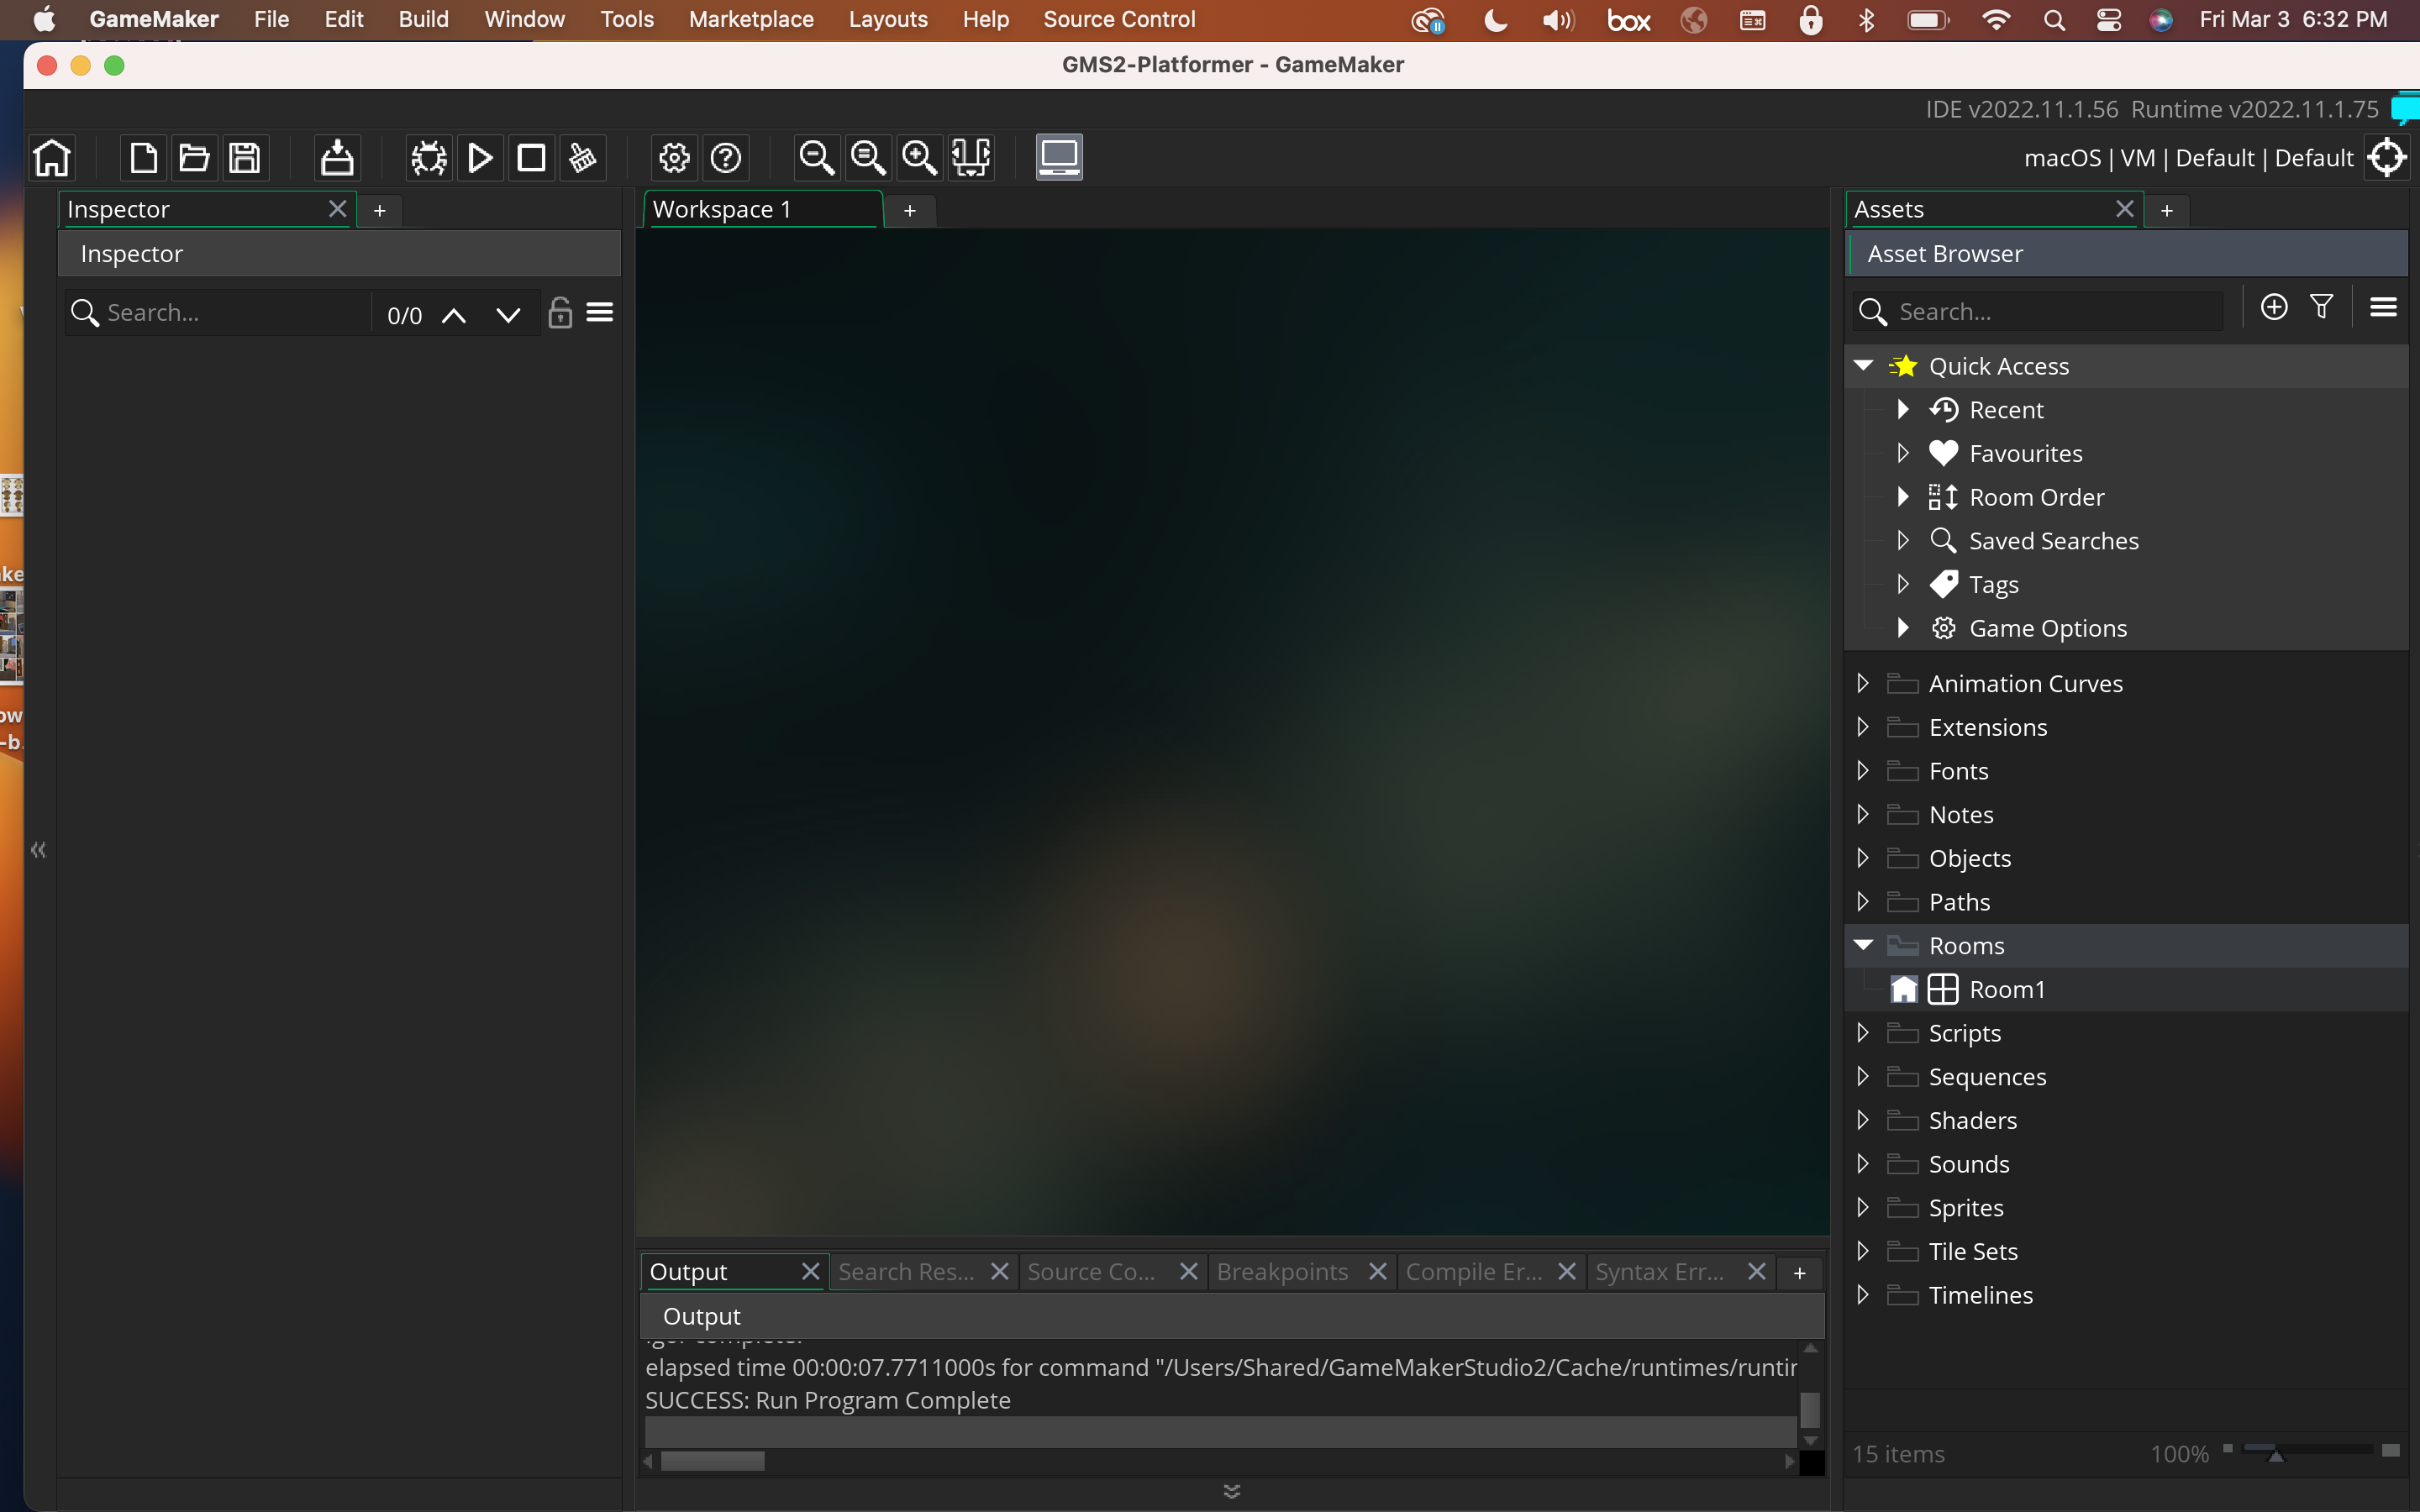 GameMaker File Edit Build Window Tools Marketplace Layouts Help Source Control box Fri Mar 3 6:32 PM
GMS2-Platformer - GameMaker
IDE v2022.11.1.56 Runtime v2022.11.1.75
macOS | VM | Default | Default
Inspector
Inspector
Search...
0/0
Workspace 1
Assets
Asset Browser
Search...
Quick Access
Recent
Favourites
Room Order
Saved Searches
Tags
Game Options
Animation Curves
Extensions
Fonts
Notes
Objects
Paths
Rooms
Room1
Scripts
Sequences
Shaders
Sounds
Sprites
Tile Sets
Timelines
15 items
100%
Output Search Res... Source Co... Breakpoints Compile Er... Syntax Err...
Output
elapsed time 00:00:07.7711000s for command "/Users/Shared/GameMakerStudio2/Cache/runtimes/runtir
SUCCESS: Run Program Complete